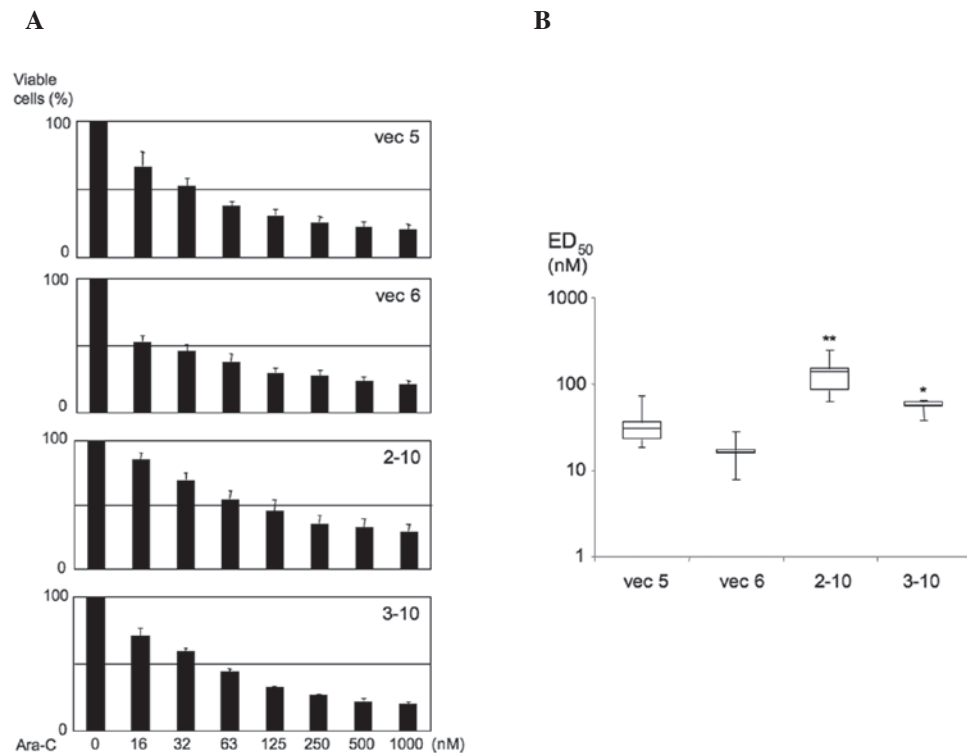 A
Viable
cells (%)
100
vec 5
0
100
vec 6
0
100
2-10
0
100
3-10
0
Ara-C 0 16 32 63 125 250 500 1000 (nM)
B
ED50
(nM)
1000
**
100
*
10
1
vec 5 vec 6 2-10 3-10